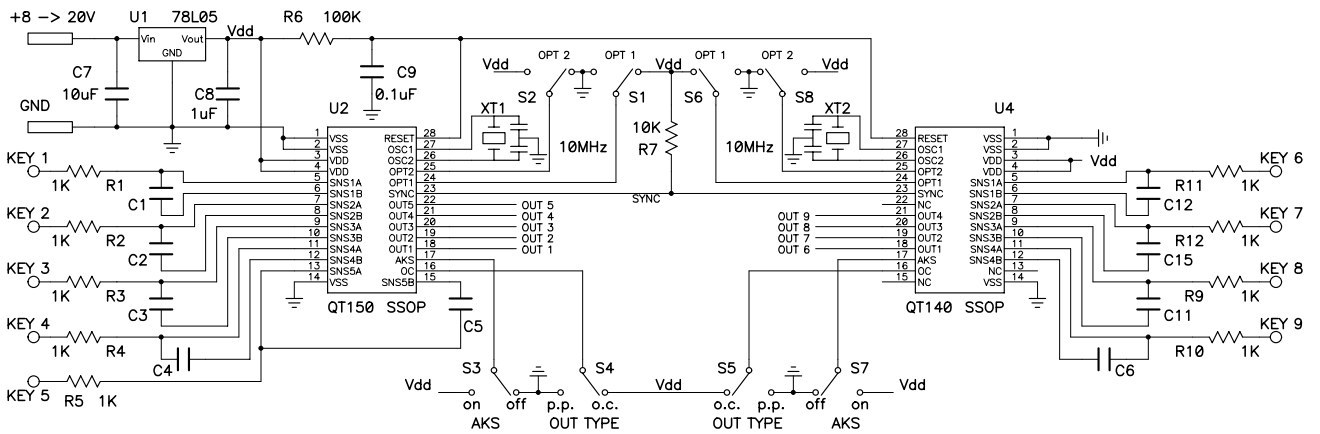 +8 -> 20V
U1 78L05
Vin Vout
GND
Vdd
R6 100K
C7
10uF
C8
1uF
C9
0.1uF
GND
Vdd OPT 2 OPT 1 Vdd OPT 1 OPT 2 Vdd
S2 S1 S6 S8
XT1 XT2
10MHz 10MHz
10K
R7
SYNC
U2
1 VSS RESET 28
2 VSS OSC1 27
3 VDD OSC2 26
4 VDD OPT2 25
5 SNS1A OPT1 24
6 SNS1B SYNC 23
7 SNS2A OUT5 22
8 SNS2B OUT4 21
9 SNS3A OUT3 20
10 SNS3B OUT2 19
11 SNS4A OUT1 18
12 SNS4B AKS 17
13 SNS5A OC 16
14 VSS SNS5B 15
QT150 SSOP
KEY 1
1K R1
C1
KEY 2
1K R2
C2
KEY 3
1K R3
C3
KEY 4
1K R4
C4
KEY 5 R5 1K
OUT 5
OUT 4
OUT 3
OUT 2
OUT 1
C5
OUT 9
OUT 8
OUT 7
OUT 6
U4
28 RESET VSS 1
27 OSC1 VSS 2
26 OSC2 VDD 3
25 OPT2 VDD 4
24 OPT1 SNS1A 5
23 SYNC SNS1B 6
22 NC SNS2A 7
21 OUT4 SNS2B 8
20 OUT3 SNS3A 9
19 OUT2 SNS3B 10
18 OUT1 SNS4A 11
17 AKS SNS4B 12
16 OC NC 13
15 NC VSS 14
QT140 SSOP
Vdd
KEY 6
R11 1K
C12
KEY 7
R12 1K
C15
KEY 8
R9 1K
C11
KEY 9
R10 1K
C6
S3 S4 S5 S7
Vdd Vdd Vdd
on off p.p. o.c. o.c. p.p. off on
AKS OUT TYPE OUT TYPE AKS